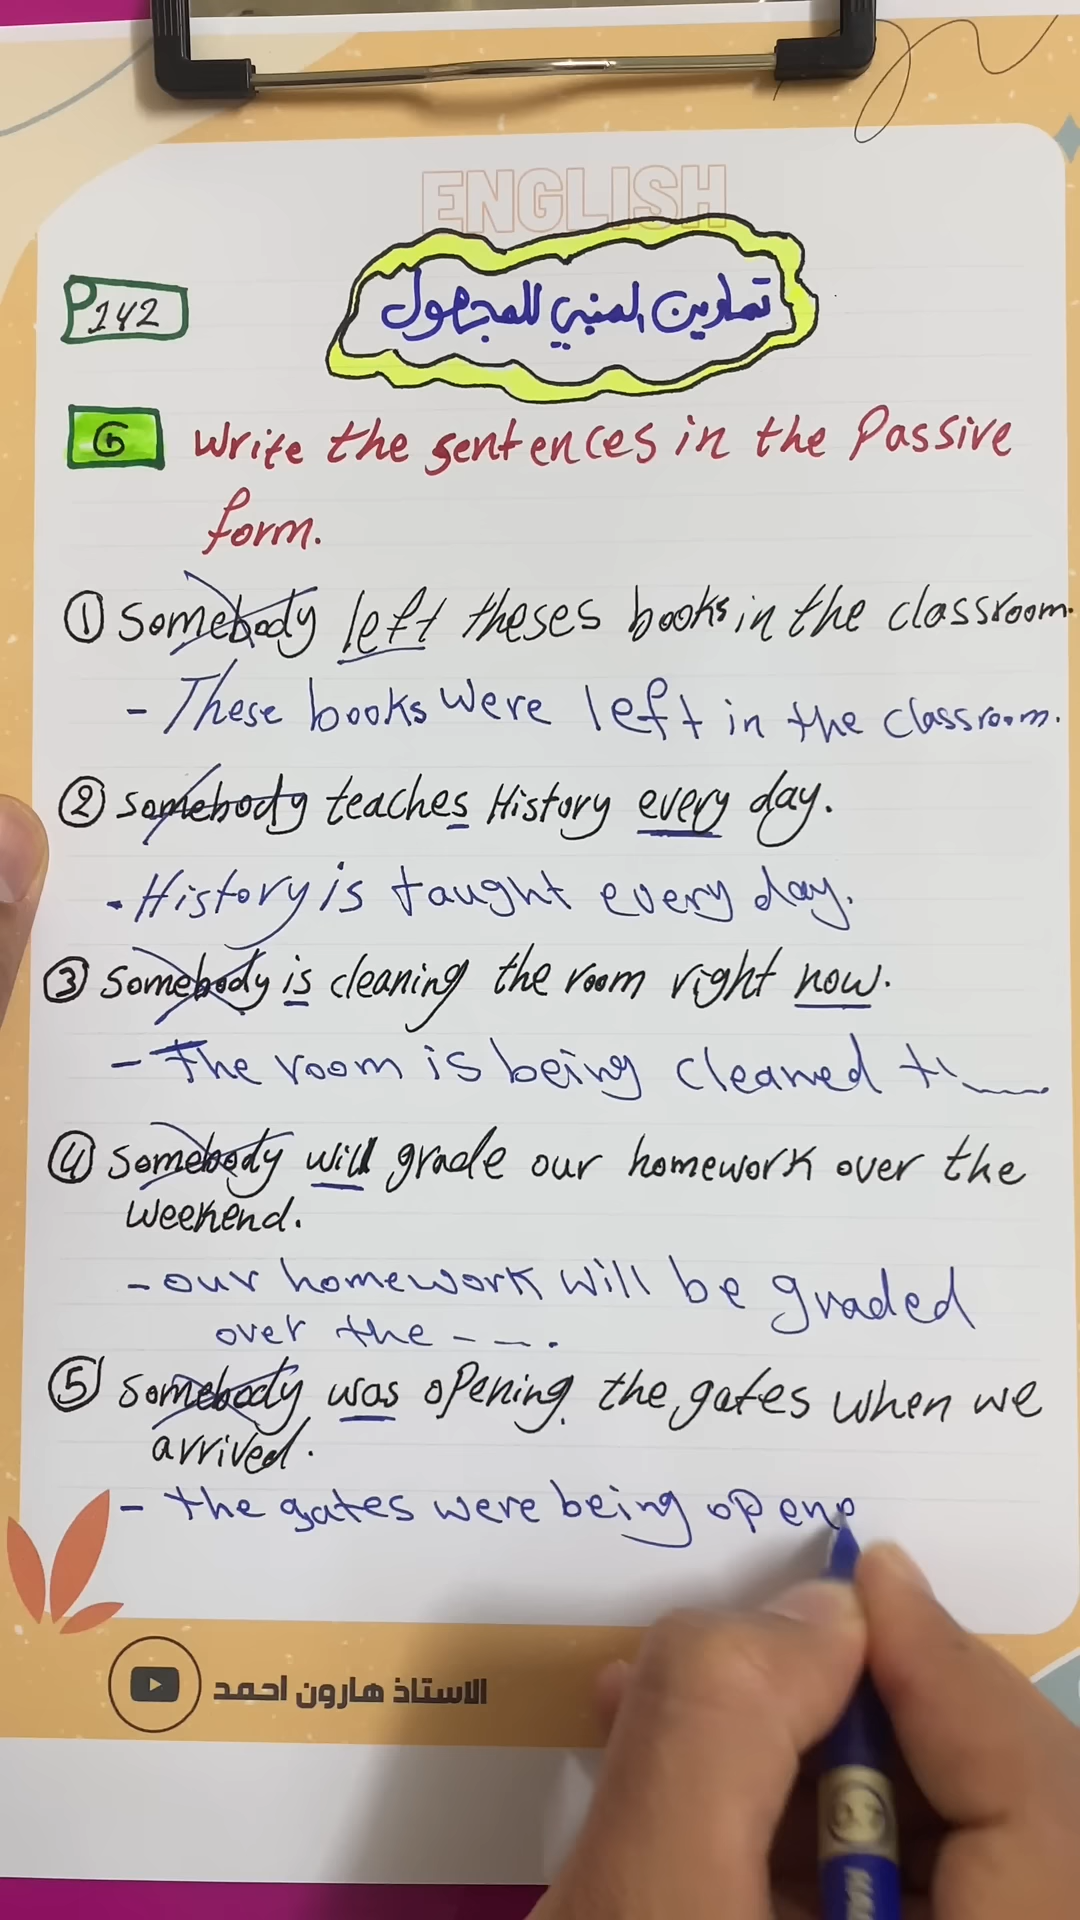 ENGLISH
P142
تمارين المبني للمجهول
G Write the sentences in the Passive
form.
① Somebody left theses books in the classroom.
- These books were left in the classroom.
② Somebody teaches History every day.
- History is taught every day.
③ Somebody is cleaning the room right now.
- The room is being cleaned
④ Somebody will grade our homework over the
weekend.
- our homework will be graded
over the ---.
⑤ Somebody was opening the gates when we
arrived.
- the gates were being opene
الاستاذ هارون احمد